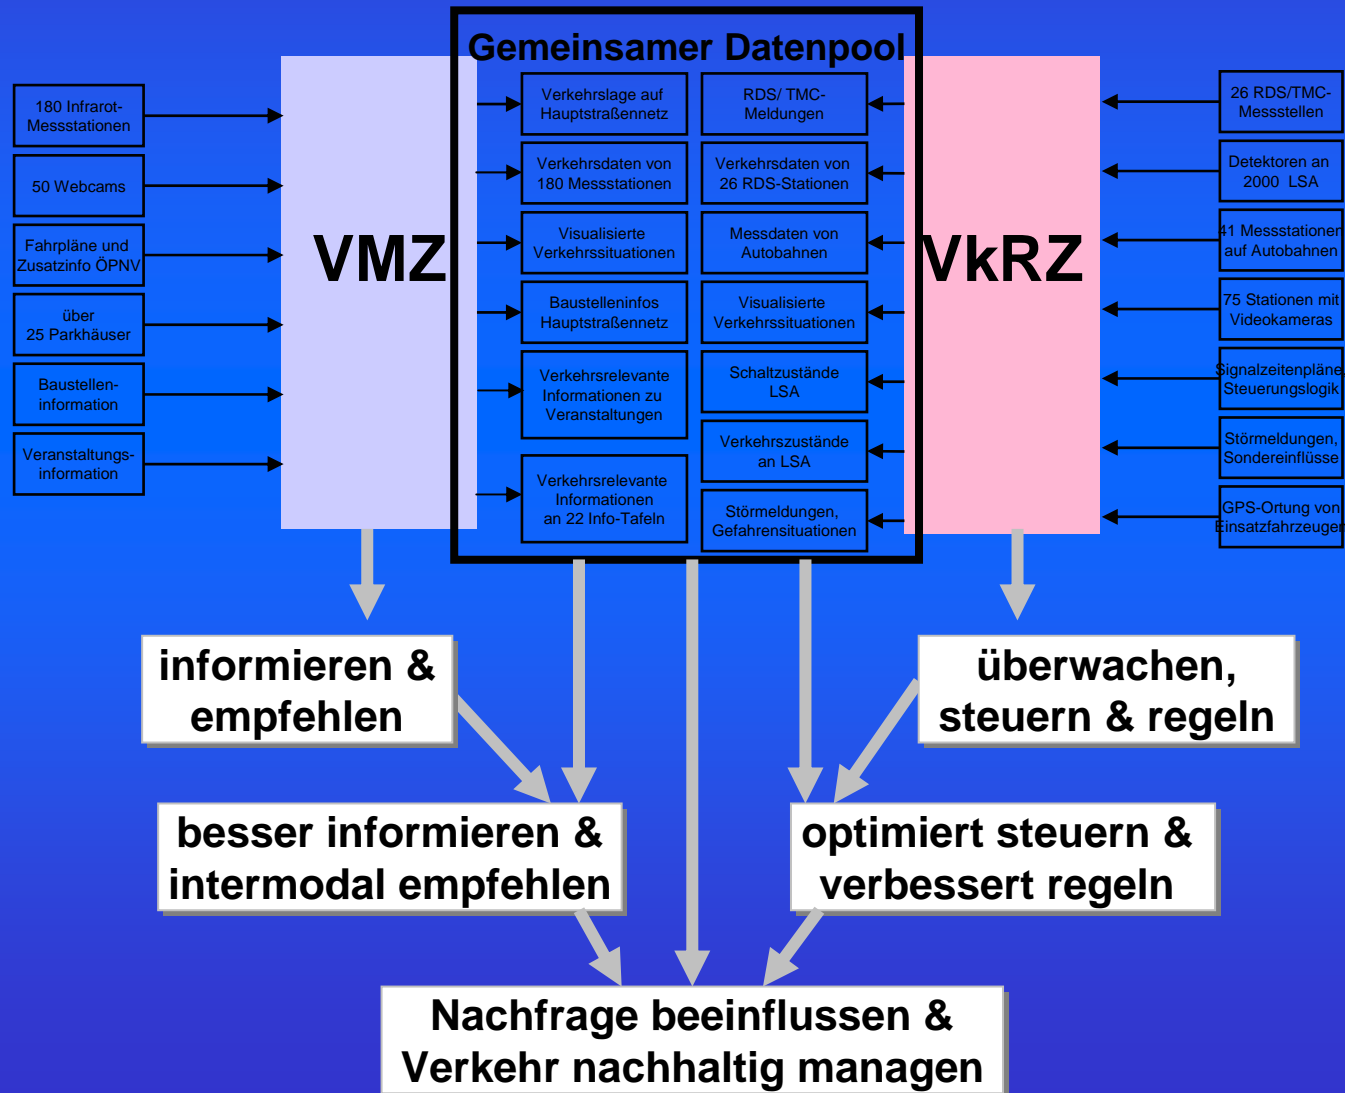 Gemeinsamer Datenpool
180 Infrarot-
Messstationen
50 Webcams
Fahrpläne und
Zusatzinfo ÖPNV
über
25 Parkhäuser
Baustellen-
information
Veranstaltungs-
information
VMZ
Verkehrslage auf
Hauptstraßennetz
Verkehrsdaten von
180 Messstationen
Visualisierte
Verkehrssituationen
Baustelleninfos
Hauptstraßennetz
Verkehrsrelevante
Informationen zu
Veranstaltungen
Verkehrsrelevante
Informationen
an 22 Info-Tafeln
RDS/ TMC-
Meldungen
Verkehrsdaten von
26 RDS-Stationen
Messdaten von
Autobahnen
Visualisierte
Verkehrssituationen
Schaltzustände
LSA
Verkehrszustände
an LSA
Störmeldungen,
Gefahrensituationen
VkRZ
26 RDS/TMC-
Messstellen
Detektoren an
2000 LSA
41 Messstationen
auf Autobahnen
75 Stationen mit
Videokameras
Signalzeitenpläne,
Steuerungslogik
Störmeldungen,
Sondereinflüsse
GPS-Ortung von
Einsatzfahrzeugen
informieren &
empfehlen
überwachen,
steuern & regeln
besser informieren &
intermodal empfehlen
optimiert steuern &
verbessert regeln
Nachfrage beeinflussen &
Verkehr nachhaltig managen